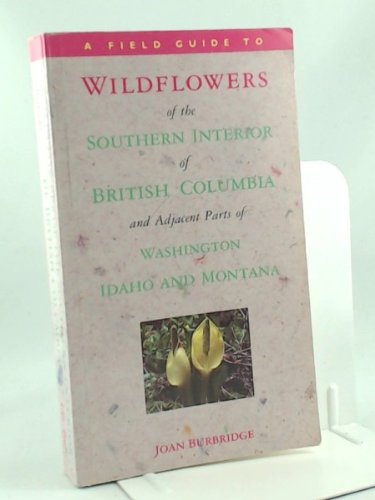 A FIELD GUIDE TO
WILDFLOWERS
of the
SOUTHERN INTERIOR
of
BRITISH COLUMBIA
and Adjacent Parts of
WASHINGTON
IDAHO AND MONTANA
JOAN BURBRIDGE